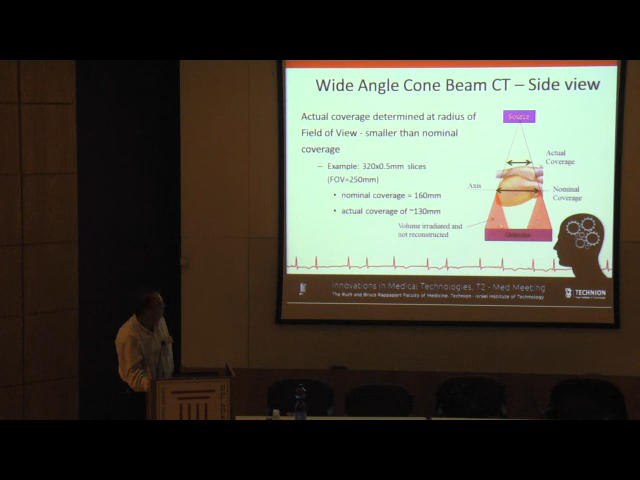 Wide Angle Cone Beam CT – Side view
Actual coverage determined at radius of
Field of View - smaller than nominal
coverage
– Example: 320x0.5mm slices
(FOV=250mm)
• nominal coverage = 160mm
• actual coverage of ~130mm
Source
Actual
Coverage
Axis
Nominal
Coverage
Volume irradiated and
not reconstructed
Detector
Innovations in Medical Technologies, T2 - Med Meeting
The Ruth and Bruce Rappaport Faculty of Medicine, Technion - Israel Institute of Technology
TECHNION